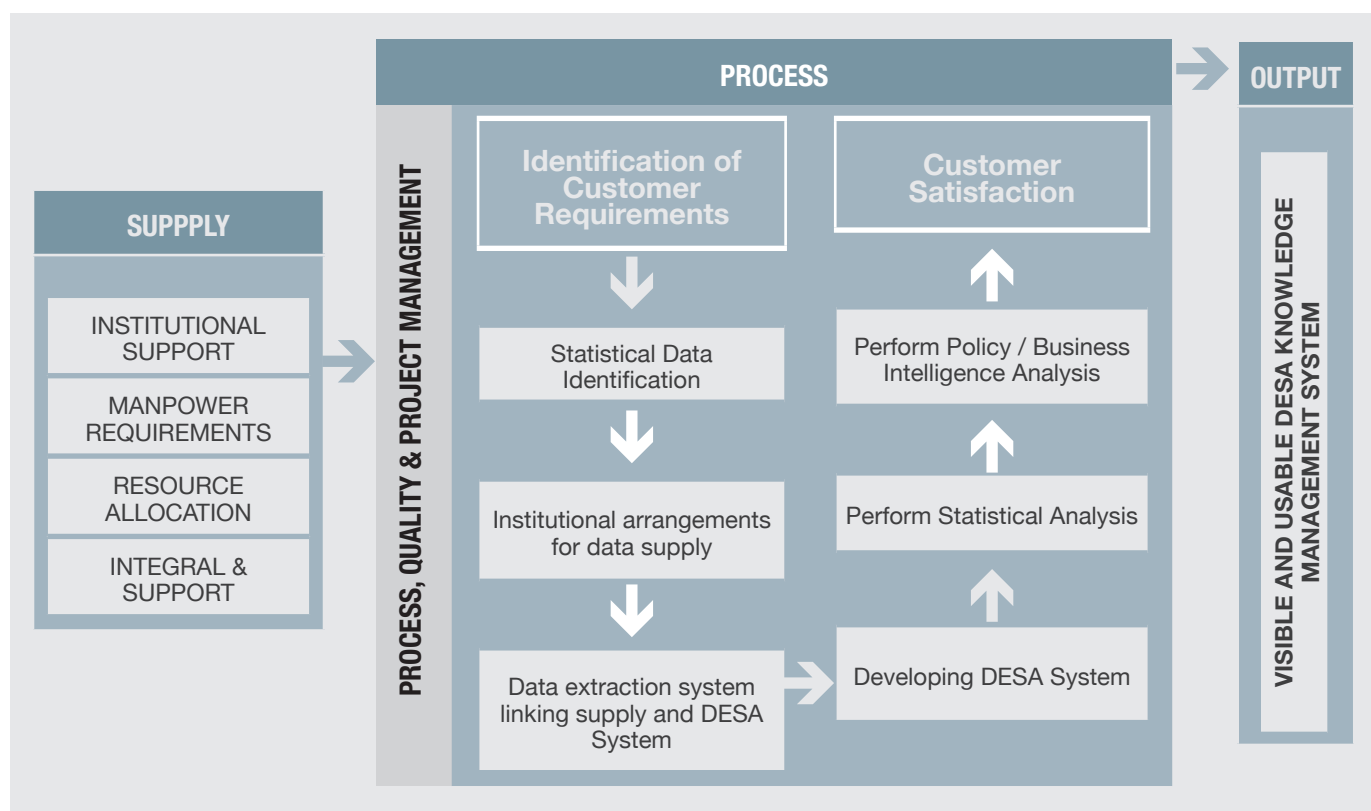 SUPPPLY
INSTITUTIONAL
SUPPORT
MANPOWER
REQUIREMENTS
RESOURCE
ALLOCATION
INTEGRAL &
SUPPORT
PROCESS
PROCESS, QUALITY & PROJECT MANAGEMENT
Identification of
Customer
Requirements
Statistical Data
Identification
Institutional arrangements
for data supply
Data extraction system
linking supply and DESA
System
Customer
Satisfaction
Perform Policy / Business
Intelligence Analysis
Perform Statistical Analysis
Developing DESA System
OUTPUT
VISIBLE AND USABLE DESA KNOWLEDGE
MANAGEMENT SYSTEM